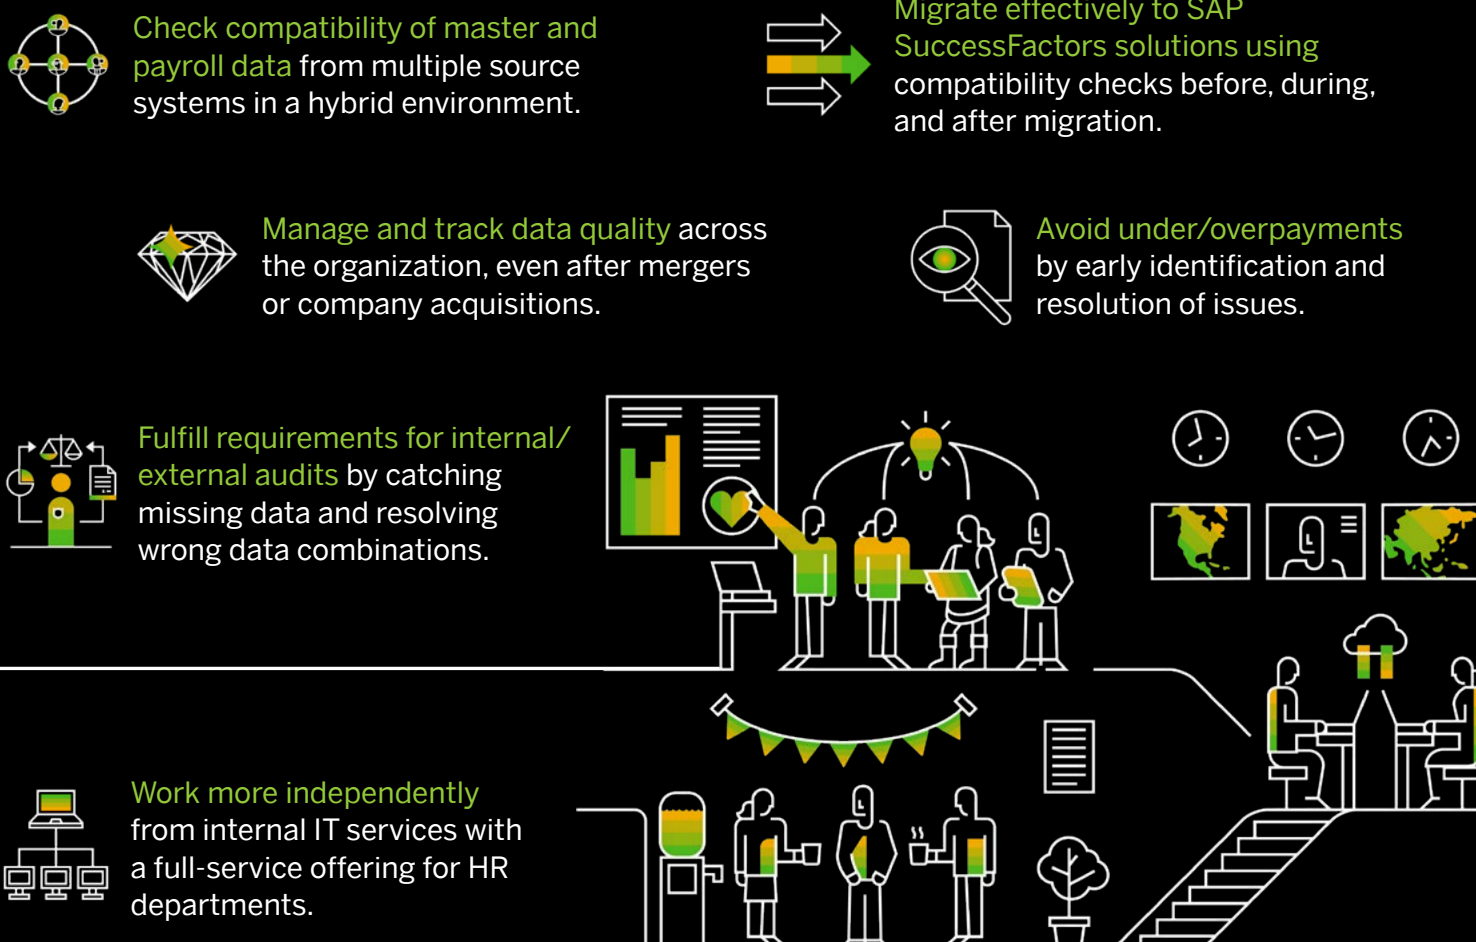 Check compatibility of master and
payroll data from multiple source
systems in a hybrid environment.
Migrate effectively to SAP
SuccessFactors solutions using
compatibility checks before, during,
and after migration.
Manage and track data quality across
the organization, even after mergers
or company acquisitions.
Avoid under/overpayments
by early identification and
resolution of issues.
Fulfill requirements for internal/
external audits by catching
missing data and resolving
wrong data combinations.
Work more independently
from internal IT services with
a full-service offering for HR
departments.